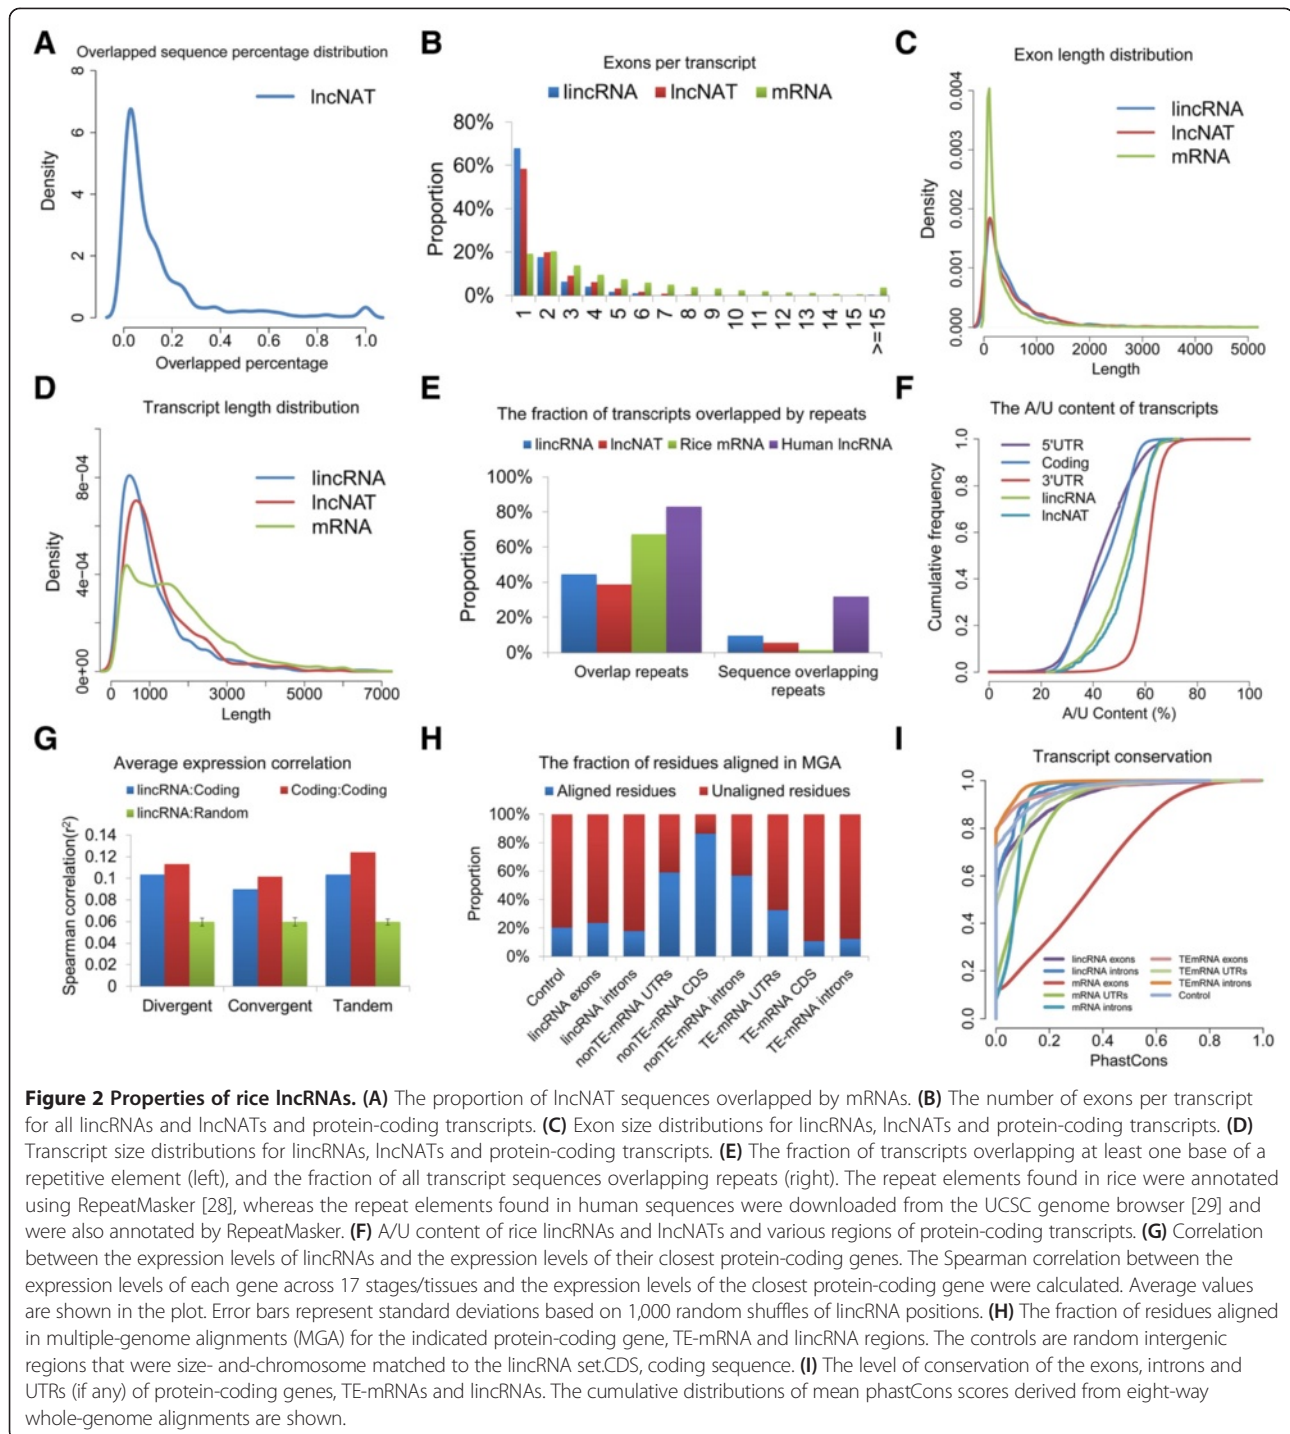 A
Overlapped sequence percentage distribution
lncNAT
8
6
4
2
0
Density
0.0 0.2 0.4 0.6 0.8 1.0
Overlapped percentage
B
Exons per transcript
lincRNA lncNAT mRNA
80%
60%
40%
20%
0%
Proportion
1 2 3 4 5 6 7 8 9 10 11 12 13 14 15 >=15
C
Exon length distribution
lincRNA
lncNAT
mRNA
0.004
0.003
0.002
0.001
0.000
Density
0 1000 2000 3000 4000 5000
Length
D
Transcript length distribution
lincRNA
lncNAT
mRNA
8e−04
4e−04
0e+00
Density
0 1000 3000 5000 7000
Length
E
The fraction of transcripts overlapped by repeats
lincRNA lncNAT Rice mRNA Human lncRNA
100%
80%
60%
40%
20%
0%
Proportion
Overlap repeats Sequence overlapping
repeats
F
The A/U content of transcripts
5'UTR
Coding
3'UTR
lincRNA
lncNAT
1.0
0.8
0.6
0.4
0.2
0.0
Cumulative frequency
0 20 40 60 80 100
A/U Content (%)
G
Average expression correlation
lincRNA:Coding Coding:Coding
lincRNA:Random
0.14
0.12
0.1
0.08
0.06
0.04
0.02
0
Spearman correlation(r²)
Divergent Convergent Tandem
H
The fraction of residues aligned in MGA
Aligned residues Unaligned residues
100%
80%
60%
40%
20%
0%
Proportion
Control
lincRNA exons
lincRNA introns
nonTE-mRNA UTRs
nonTE-mRNA CDS
nonTE-mRNA introns
TE-mRNA UTRs
TE-mRNA CDS
TE-mRNA introns
I
Transcript conservation
1.0
0.8
0.6
0.4
0.2
0.0
Cumulative frequency
lincRNA exons TEmRNA exons
lincRNA introns TEmRNA UTRs
mRNA exons TEmRNA introns
mRNA UTRs Control
mRNA introns
0.0 0.2 0.4 0.6 0.8 1.0
PhastCons
Figure 2 Properties of rice lncRNAs. (A) The proportion of lncNAT sequences overlapped by mRNAs. (B) The number of exons per transcript
for all lincRNAs and lncNATs and protein-coding transcripts. (C) Exon size distributions for lincRNAs, lncNATs and protein-coding transcripts. (D)
Transcript size distributions for lincRNAs, lncNATs and protein-coding transcripts. (E) The fraction of transcripts overlapping at least one base of a
repetitive element (left), and the fraction of all transcript sequences overlapping repeats (right). The repeat elements found in rice were annotated
using RepeatMasker [28], whereas the repeat elements found in human sequences were downloaded from the UCSC genome browser [29] and
were also annotated by RepeatMasker. (F) A/U content of rice lincRNAs and lncNATs and various regions of protein-coding transcripts. (G) Correlation
between the expression levels of lincRNAs and the expression levels of their closest protein-coding genes. The Spearman correlation between the
expression levels of each gene across 17 stages/tissues and the expression levels of the closest protein-coding gene were calculated. Average values
are shown in the plot. Error bars represent standard deviations based on 1,000 random shuffles of lincRNA positions. (H) The fraction of residues aligned
in multiple-genome alignments (MGA) for the indicated protein-coding gene, TE-mRNA and lincRNA regions. The controls are random intergenic
regions that were size- and-chromosome matched to the lincRNA set.CDS, coding sequence. (I) The level of conservation of the exons, introns and
UTRs (if any) of protein-coding genes, TE-mRNAs and lincRNAs. The cumulative distributions of mean phastCons scores derived from eight-way
whole-genome alignments are shown.